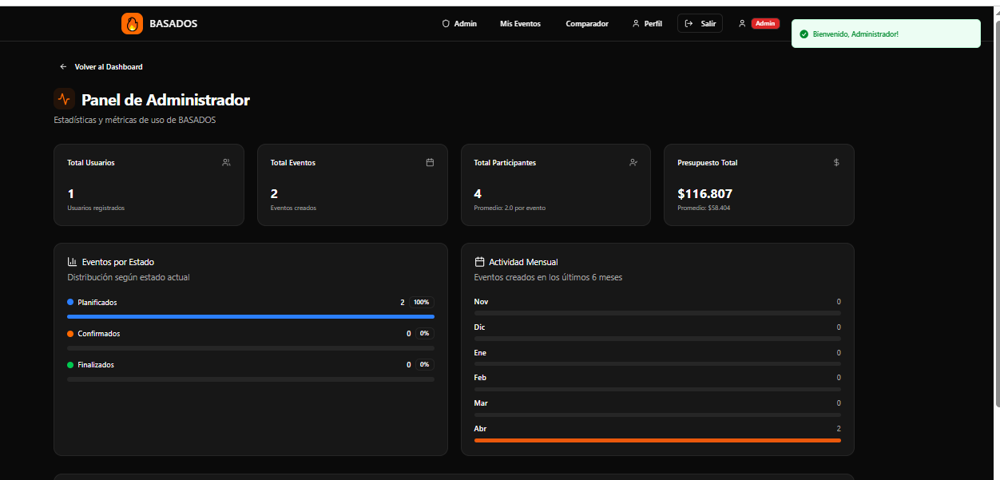 BASADOS
Admin
Mis Eventos
Comparador
Perfil
Salir
Admin
Bienvenido, Administrador!
Volver al Dashboard
Panel de Administrador
Estadísticas y métricas de uso de BASADOS
Total Usuarios
1
Usuarios registrados
Total Eventos
2
Eventos creados
Total Participantes
4
Promedio: 2.0 por evento
Presupuesto Total
$116.807
Promedio: $58.404
Eventos por Estado
Distribución según estado actual
Planificados 2 100%
Confirmados 0 0%
Finalizados 0 0%
Actividad Mensual
Eventos creados en los últimos 6 meses
Nov 0
Dic 0
Ene 0
Feb 0
Mar 0
Abr 2